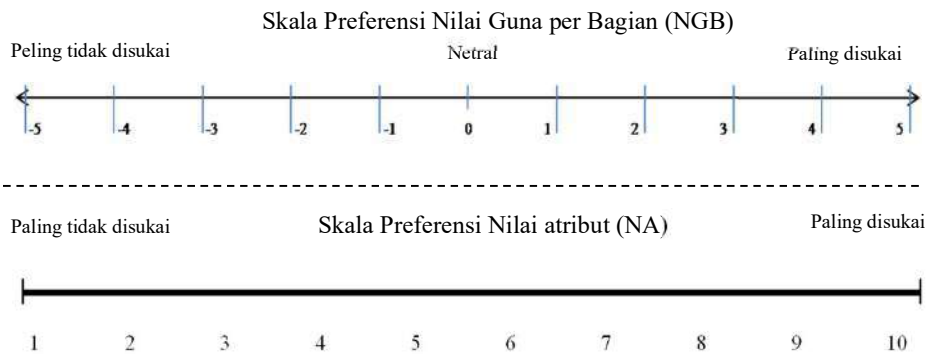 Skala Preferensi Nilai Guna per Bagian (NGB)
Peling tidak disukai Netral Paling disukai
-5 -4 -3 -2 -1 0 1 2 3 4 5
Paling tidak disukai Skala Preferensi Nilai atribut (NA) Paling disukai
1 2 3 4 5 6 7 8 9 10